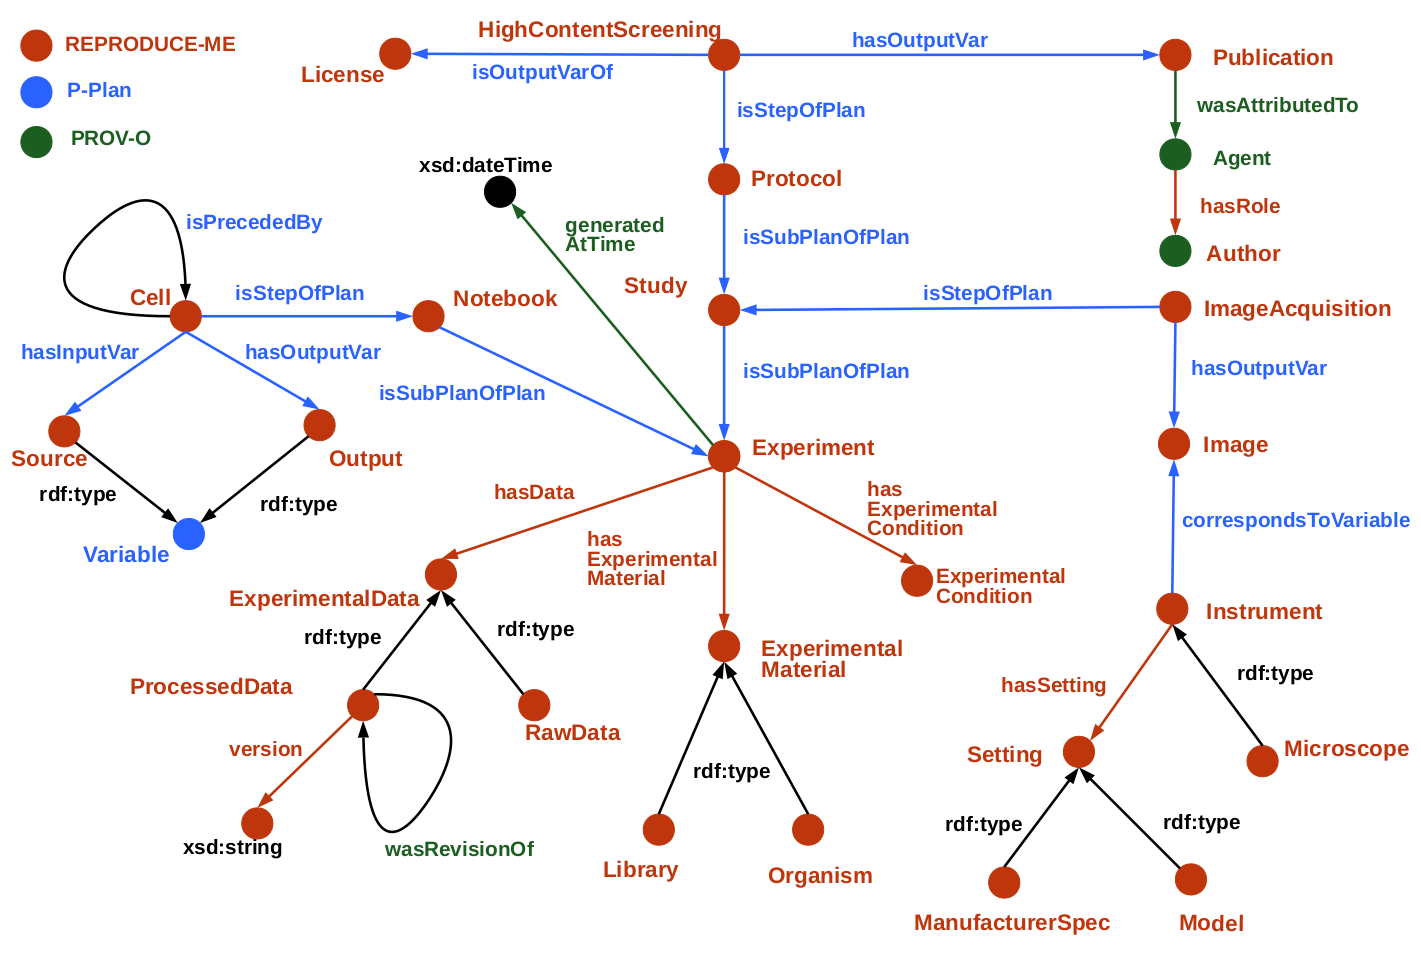 REPRODUCE-ME
P-Plan
PROV-O
HighContentScreening
License
isOutputVarOf
hasOutputVar
Publication
isStepOfPlan
wasAttributedTo
Agent
hasRole
Author
xsd:dateTime
Protocol
generated
AtTime
isSubPlanOfPlan
isPrecededBy
Cell
isStepOfPlan
Notebook
Study
isStepOfPlan
ImageAcquisition
hasInputVar
hasOutputVar
isSubPlanOfPlan
isSubPlanOfPlan
hasOutputVar
Source
Output
Experiment
Image
rdf:type
rdf:type
Variable
hasData
has
Experimental
Material
has
Experimental
Condition
correspondsToVariable
ExperimentalData
Experimental
Condition
Instrument
rdf:type
rdf:type
Experimental
Material
ProcessedData
RawData
version
xsd:string
wasRevisionOf
rdf:type
Library
Organism
hasSetting
rdf:type
Setting
Microscope
rdf:type
rdf:type
ManufacturerSpec
Model